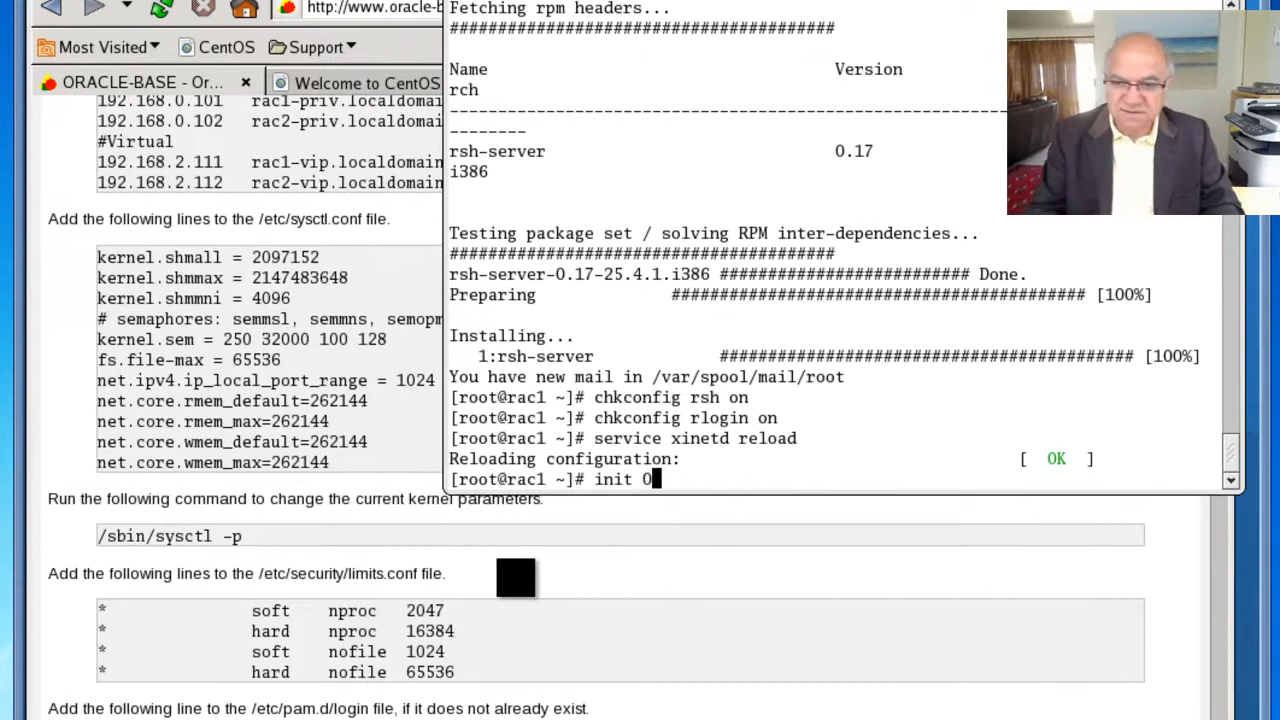 http://www.oracle-b
Most Visited
CentOS
Support
ORACLE-BASE - Or...
Welcome to CentOS
192.168.0.101 rac1-priv.localdomai
192.168.0.102 rac2-priv.localdomai
#Virtual
192.168.2.111 rac1-vip.localdomain
192.168.2.112 rac2-vip.localdomain
Add the following lines to the /etc/sysctl.conf file.
kernel.shmall = 2097152
kernel.shmmax = 2147483648
kernel.shmmni = 4096
# semaphores: semmsl, semmns, semopm
kernel.sem = 250 32000 100 128
fs.file-max = 65536
net.ipv4.ip_local_port_range = 1024
net.core.rmem_default=262144
net.core.rmem_max=262144
net.core.wmem_default=262144
net.core.wmem_max=262144
Run the following command to change the current kernel parameters.
/sbin/sysctl -p
Add the following lines to the /etc/security/limits.conf file.
* soft nproc 2047
* hard nproc 16384
* soft nofile 1024
* hard nofile 65536
Add the following line to the /etc/pam.d/login file, if it does not already exist.
Fetching rpm headers...
########################################
Name Version
rch
--------------------------------------------------------------------------------
--------
rsh-server 0.17
i386
Testing package set / solving RPM inter-dependencies...
########################################
rsh-server-0.17-25.4.1.i386 ########################## Done.
Preparing ########################################### [100%]
Installing...
1:rsh-server ########################################### [100%]
You have new mail in /var/spool/mail/root
[root@rac1 ~]# chkconfig rsh on
[root@rac1 ~]# chkconfig rlogin on
[root@rac1 ~]# service xinetd reload
Reloading configuration: [ OK ]
[root@rac1 ~]# init 0